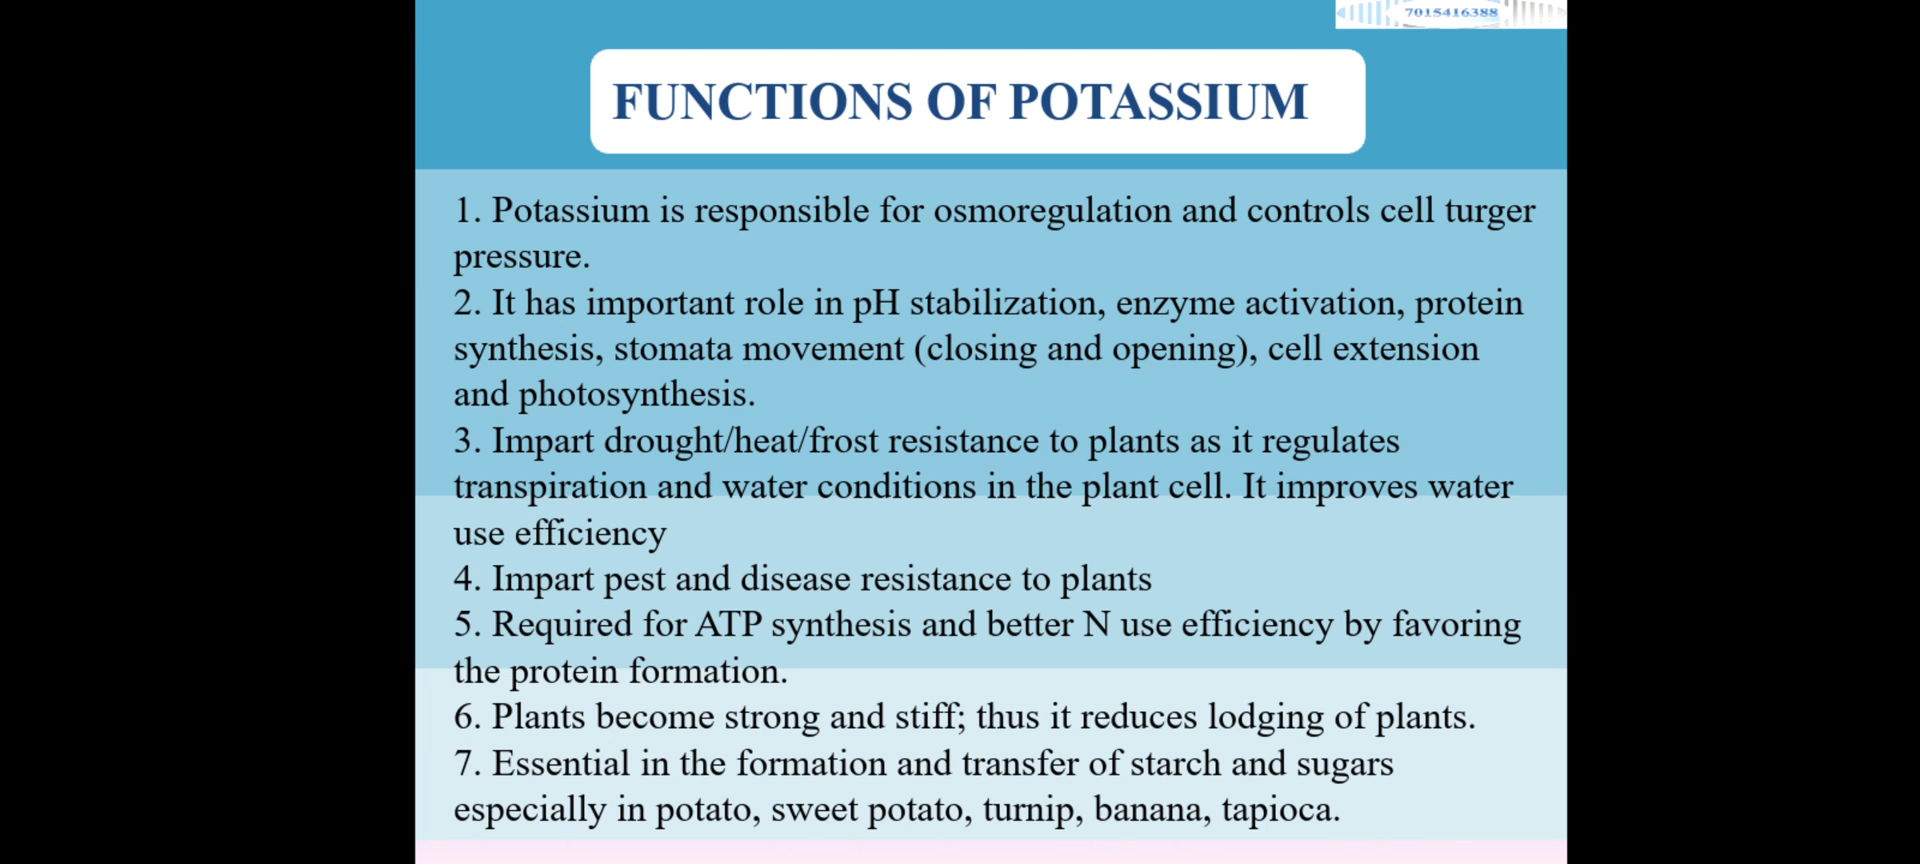 7015416388
FUNCTIONS OF POTASSIUM
1. Potassium is responsible for osmoregulation and controls cell turger
pressure.
2. It has important role in pH stabilization, enzyme activation, protein
synthesis, stomata movement (closing and opening), cell extension
and photosynthesis.
3. Impart drought/heat/frost resistance to plants as it regulates
transpiration and water conditions in the plant cell. It improves water
use efficiency
4. Impart pest and disease resistance to plants
5. Required for ATP synthesis and better N use efficiency by favoring
the protein formation.
6. Plants become strong and stiff; thus it reduces lodging of plants.
7. Essential in the formation and transfer of starch and sugars
especially in potato, sweet potato, turnip, banana, tapioca.